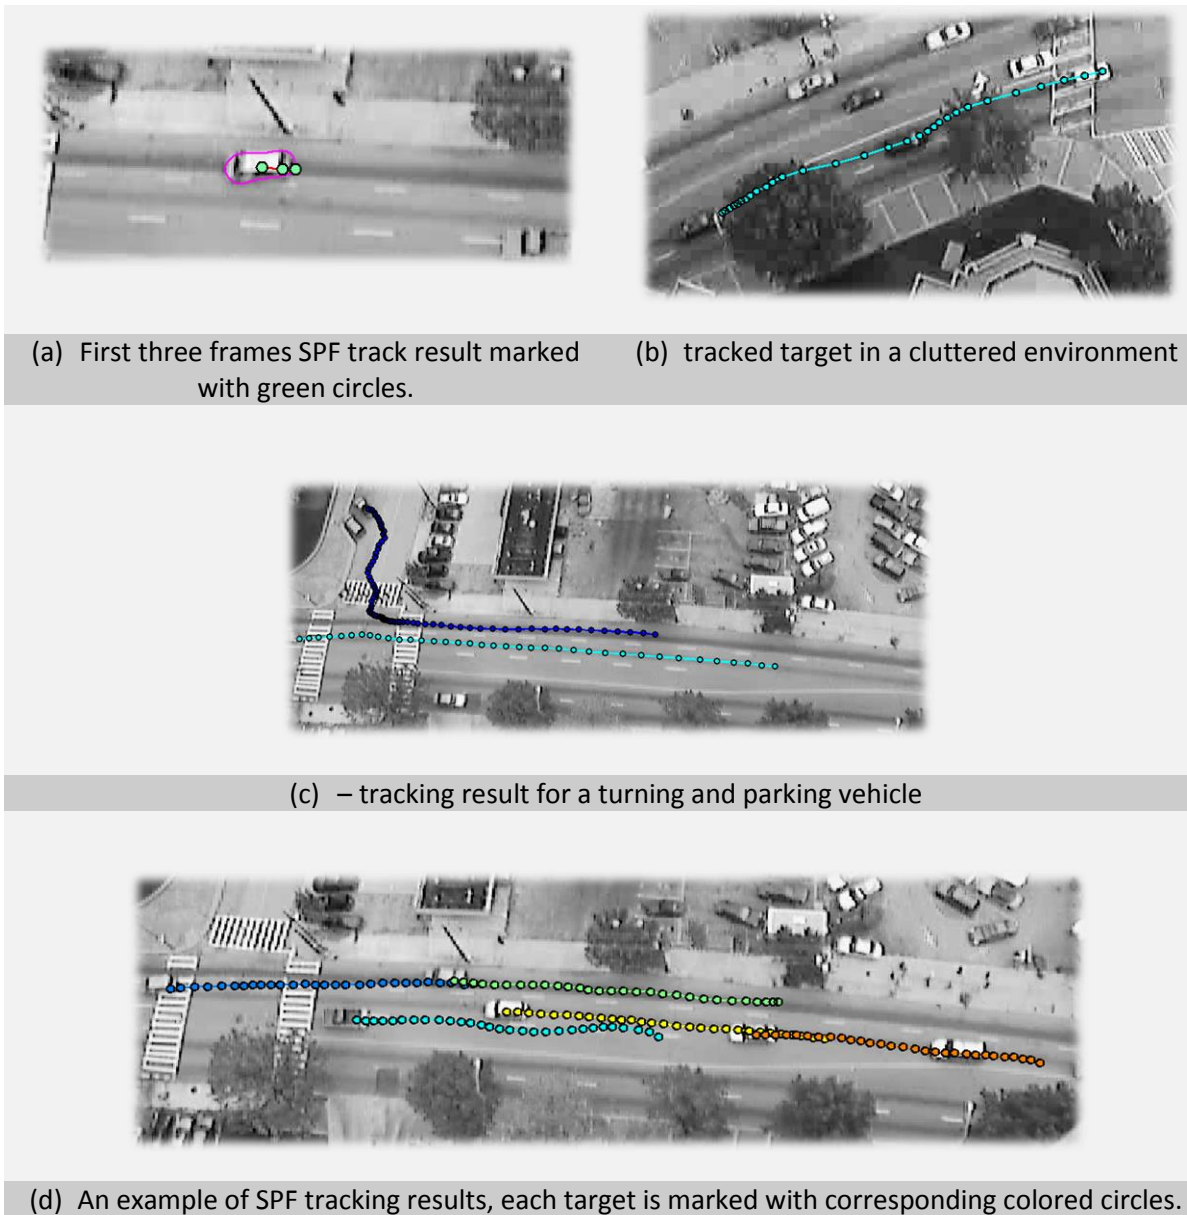 (a) First three frames SPF track result marked
with green circles.
(b) tracked target in a cluttered environment
(c) – tracking result for a turning and parking vehicle
(d) An example of SPF tracking results, each target is marked with corresponding colored circles.